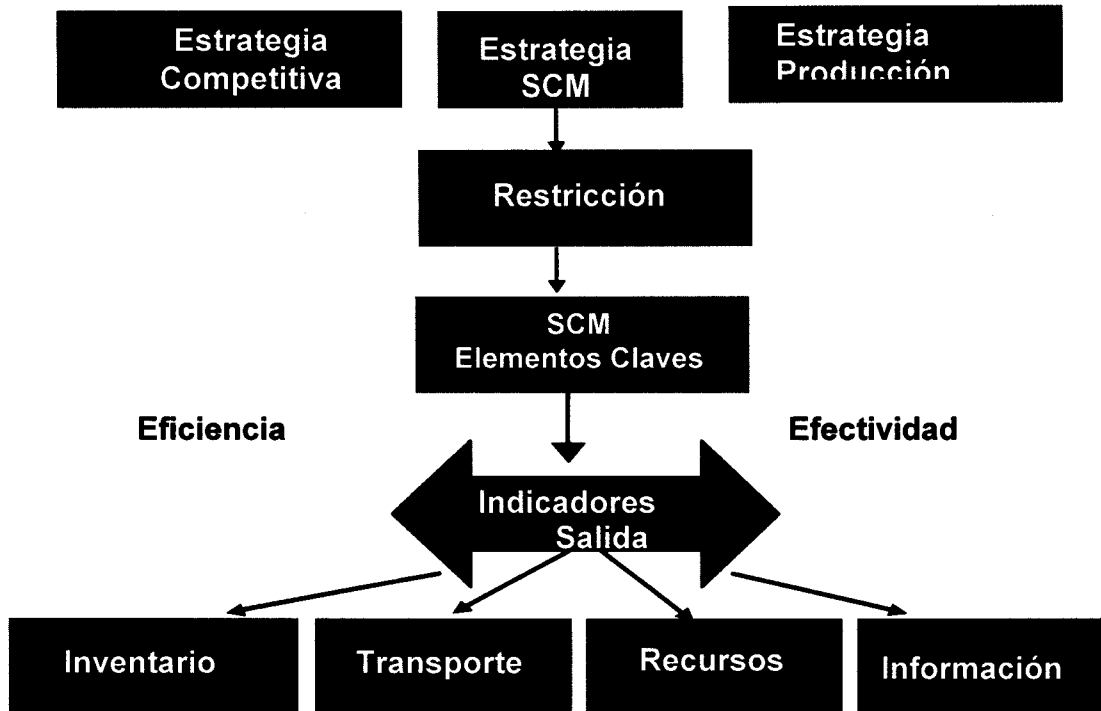 Estrategia
Competitiva
Estrategia
SCM
Estrategia
Producción
Restricción
SCM
Elementos Claves
Eficiencia
Efectividad
Indicadores
Salida
Inventario
Transporte
Recursos
Información